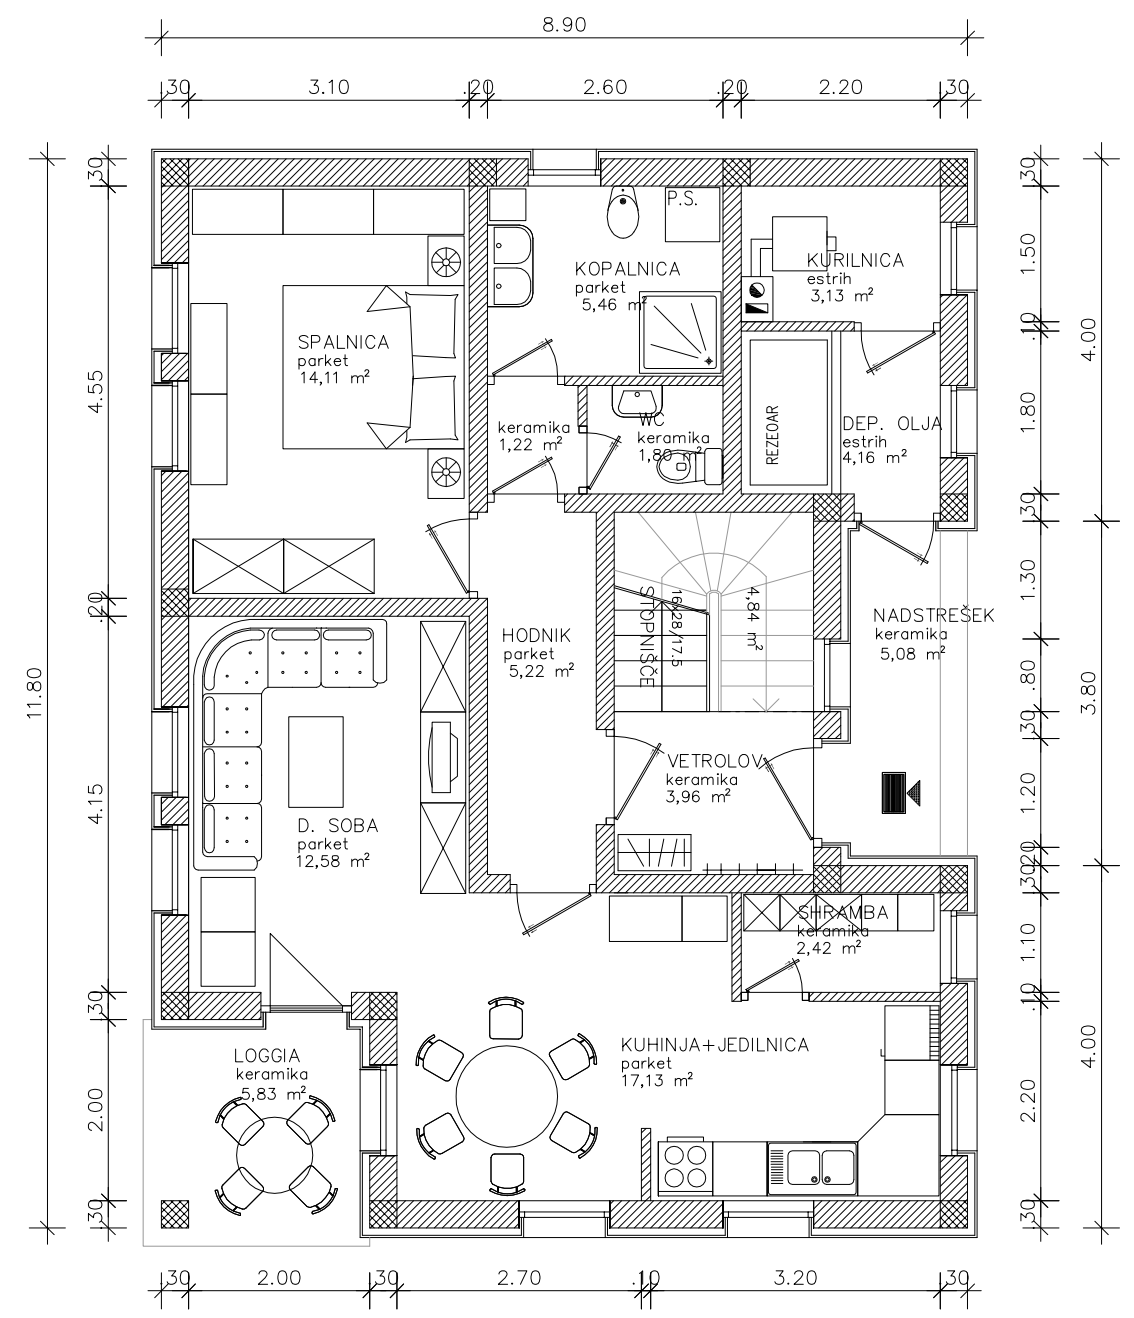 8.90
.30 3.10 .20 2.60 .20 2.20 .30
.30
4.55
.20
4.15
.30
2.00
.30
11.80
.30
1.50
.10
1.80
.30
1.30
.80
.30
1.20
.20
.30
1.10
.10
2.20
.30
4.00
3.80
4.00
P.S.
KOPALNICA
parket
5,46 m²
KURILNICA
estrih
3,13 m²
SPALNICA
parket
14,11 m²
keramika
1,22 m²
WC
keramika
1,80 m²
REZEOAR
DEP. OLJA
estrih
4,16 m²
STOPNIŠČE
16x28/17.5
4,84 m²
NADSTREŠEK
keramika
5,08 m²
HODNIK
parket
5,22 m²
VETROLOV
keramika
3,96 m²
D. SOBA
parket
12,58 m²
SHRAMBA
keramika
2,42 m²
KUHINJA+JEDILNICA
parket
17,13 m²
LOGGIA
keramika
5,83 m²
.30 2.00 .30 2.70 .10 3.20 .30